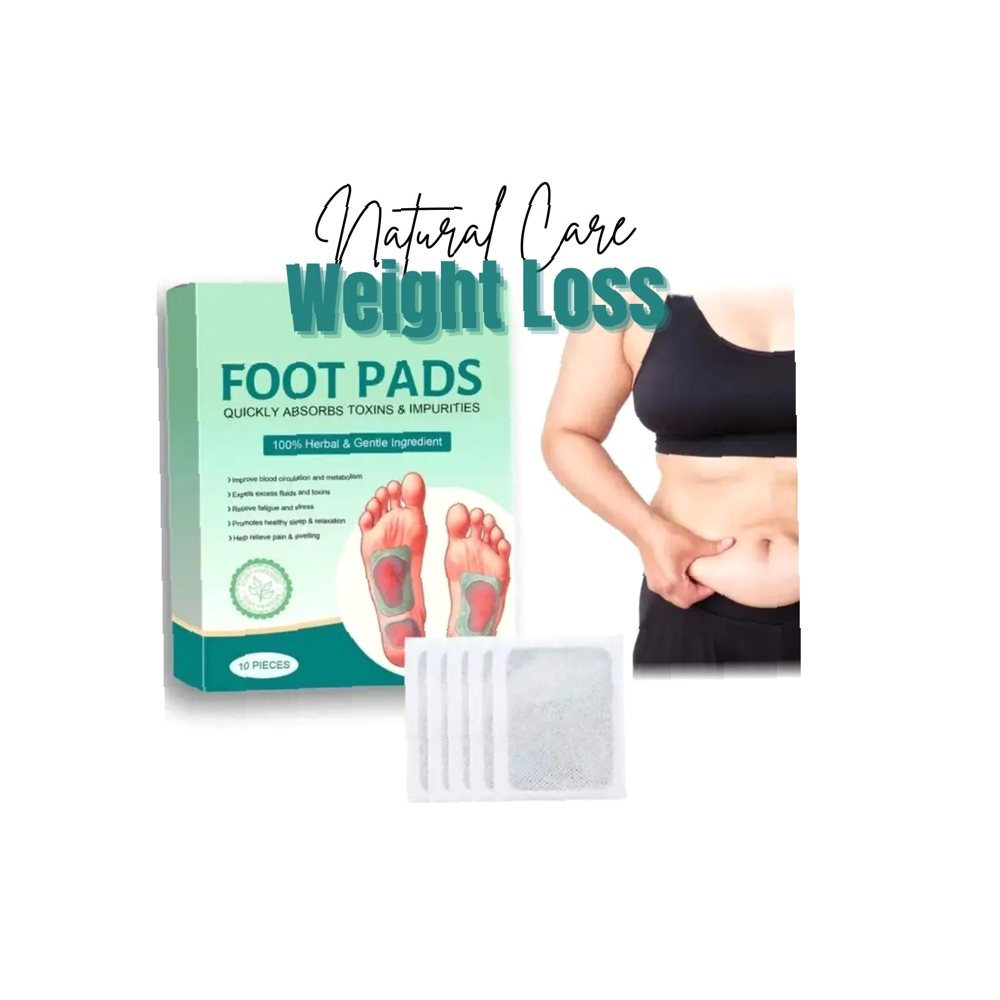 Natural Care
Weight Loss
FOOT PADS
QUICKLY ABSORBS TOXINS & IMPURITIES
100% Herbal & Gentle Ingredient
Improve blood circulation and metabolism
Expels excess fluids and toxins
Relieve fatigue and stress
Promotes healthy sleep & relaxation
Help relieve pain & swelling
10 PIECES